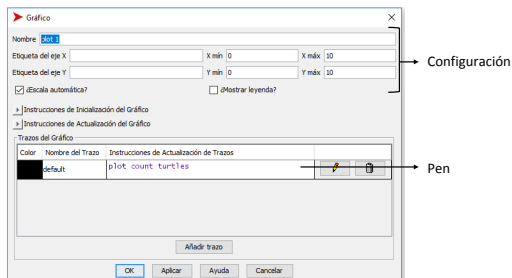 Gráfico
Nombre plot 1
Etiqueta del eje X X mín 0 X máx 10
Etiqueta del eje Y Y mín 0 Y máx 10
¿Escala automática? ¿Mostrar leyenda?
Configuración
Instrucciones de Inicialización del Gráfico
Instrucciones de Actualización del Gráfico
Trazos del Gráfico
Color Nombre del Trazo Instrucciones de Actualización de Trazos
default plot count turtles
Pen
Añadir trazo
OK Aplicar Ayuda Cancelar